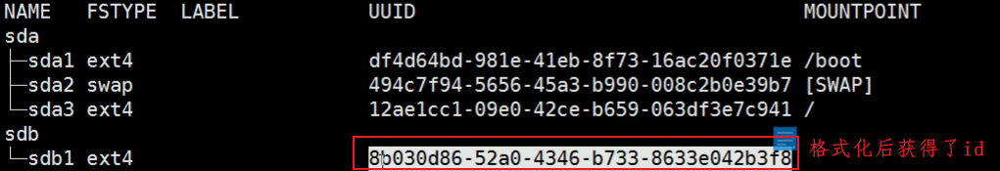 NAME   FSTYPE  LABEL             UUID                                 MOUNTPOINT
sda
├─sda1 ext4                      df4d64bd-981e-41eb-8f73-16ac20f0371e /boot
├─sda2 swap                      494c7f94-5656-45a3-b990-008c2b0e39b7 [SWAP]
└─sda3 ext4                      12ae1cc1-09e0-42ce-b659-063df3e7c941 /
sdb
└─sdb1 ext4                      8b030d86-52a0-4346-b733-8633e042b3f8 格式化后获得了id